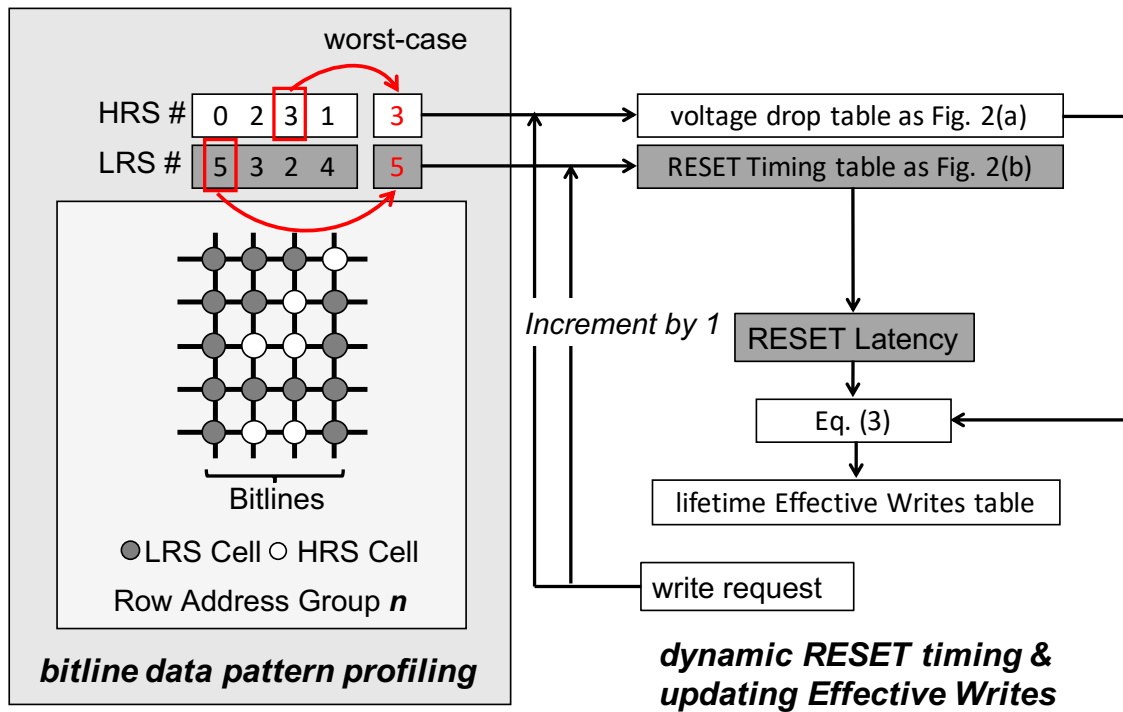 worst-case
HRS # 0 2 3 1 3
LRS # 5 3 2 4 5
voltage drop table as Fig. 2(a)
RESET Timing table as Fig. 2(b)
Increment by 1
RESET Latency
Eq. (3)
lifetime Effective Writes table
write request
Bitlines
LRS Cell HRS Cell
Row Address Group n
bitline data pattern profiling
dynamic RESET timing &
updating Effective Writes